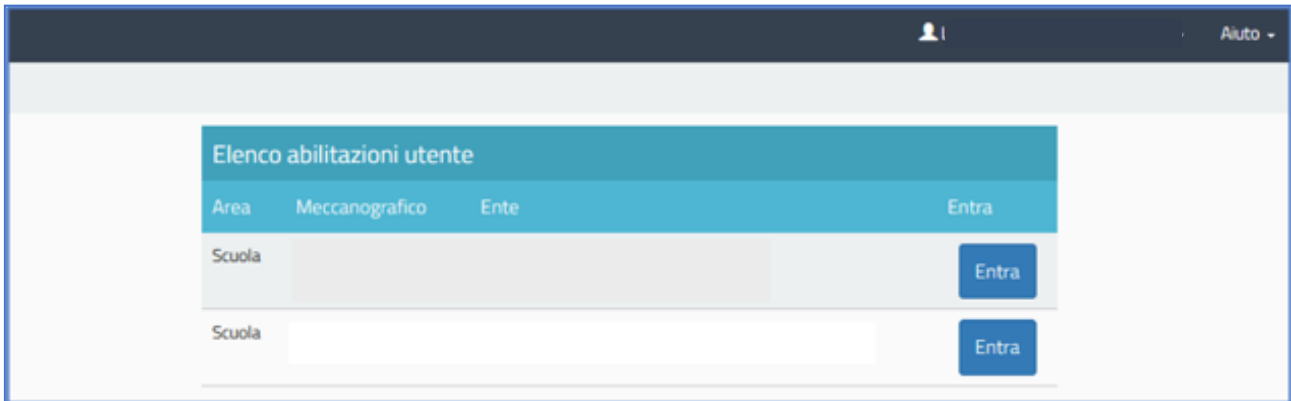 Aiuto
Elenco abilitazioni utente
Area Meccanografico Ente Entra
Scuola
Entra
Scuola
Entra